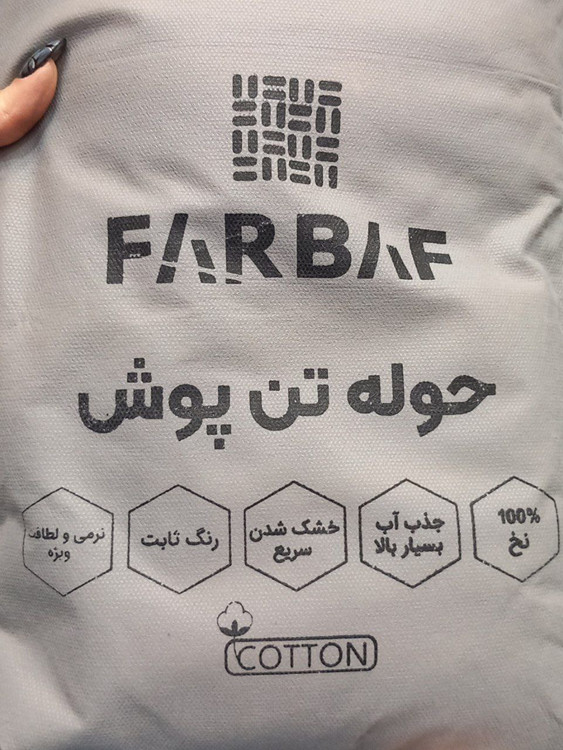 FARBAF
حوله تن پوش
100%
نخ
جذب آب
بسیار بالا
خشک شدن
سریع
رنگ ثابت
نرمی و لطافت
ویژه
COTTON